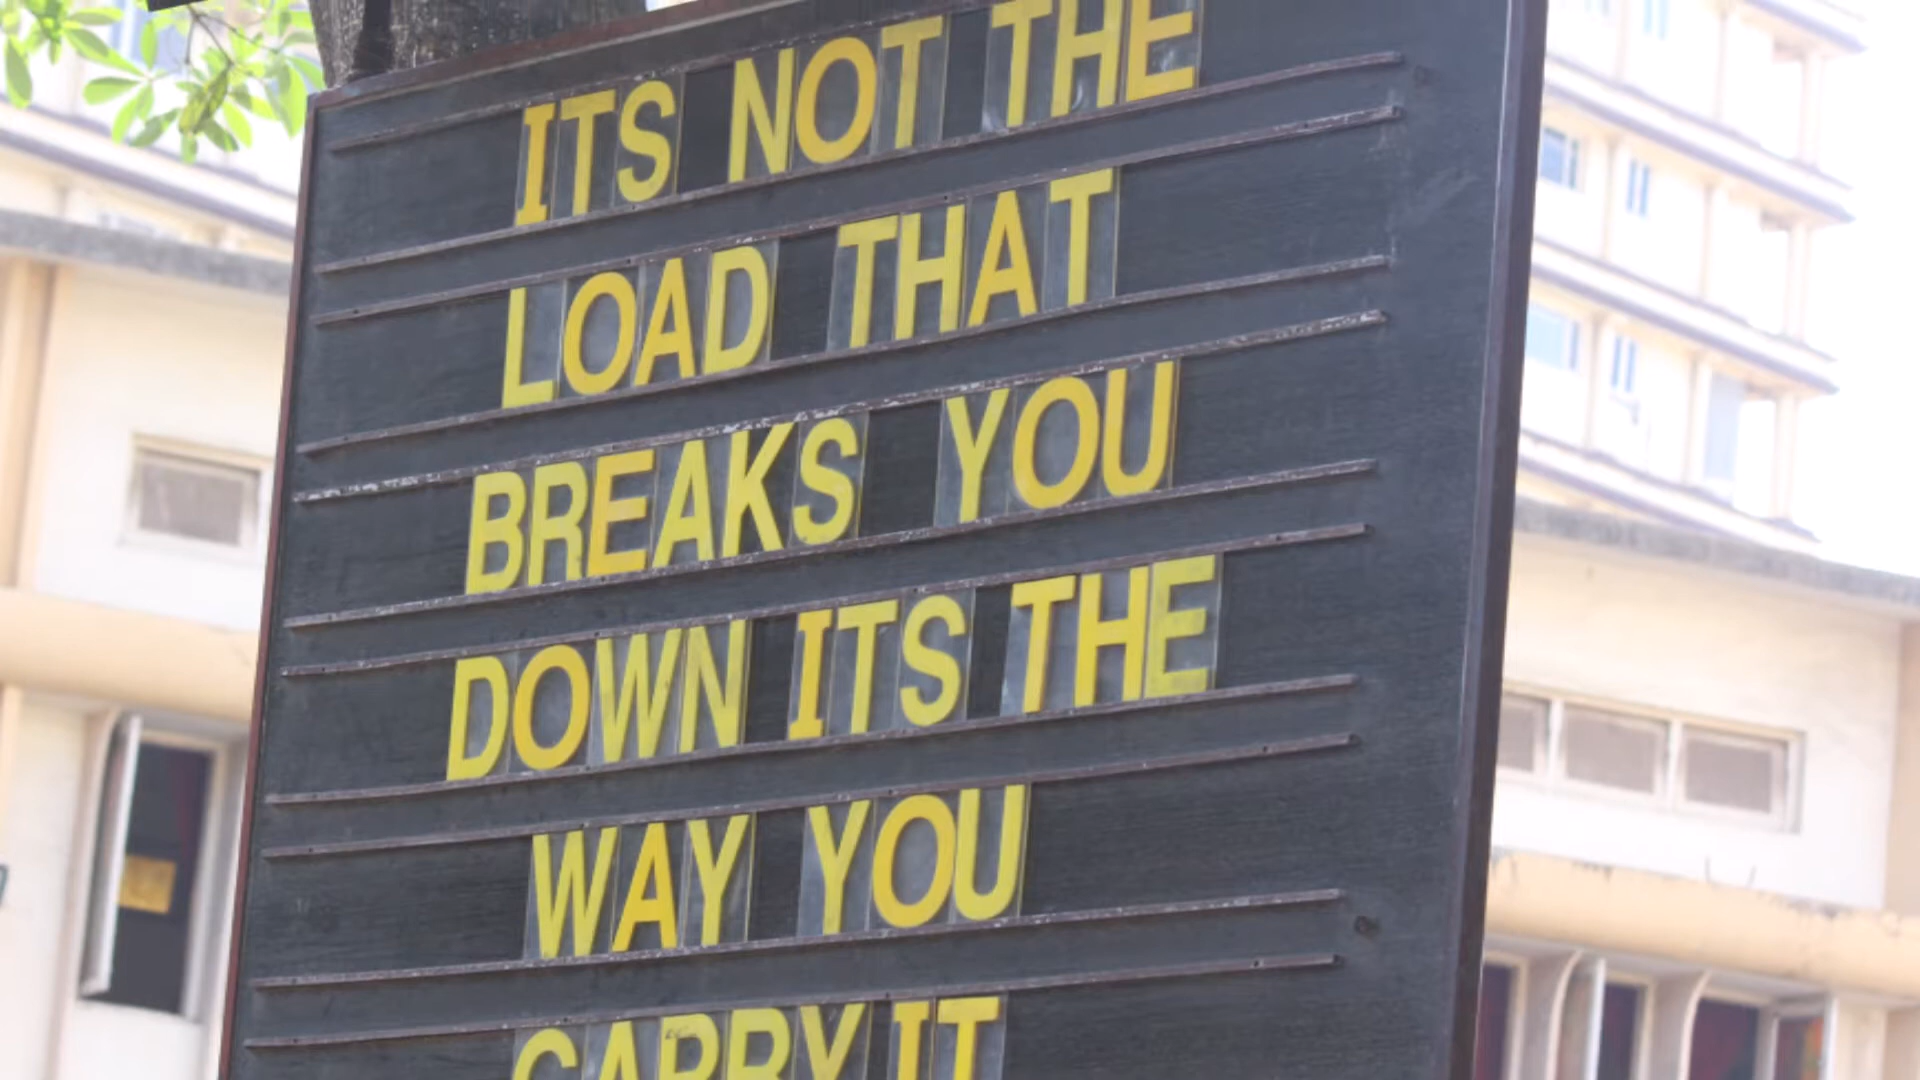 ITS NOT THE
LOAD THAT
BREAKS YOU
DOWN ITS THE
WAY YOU
CARRY IT